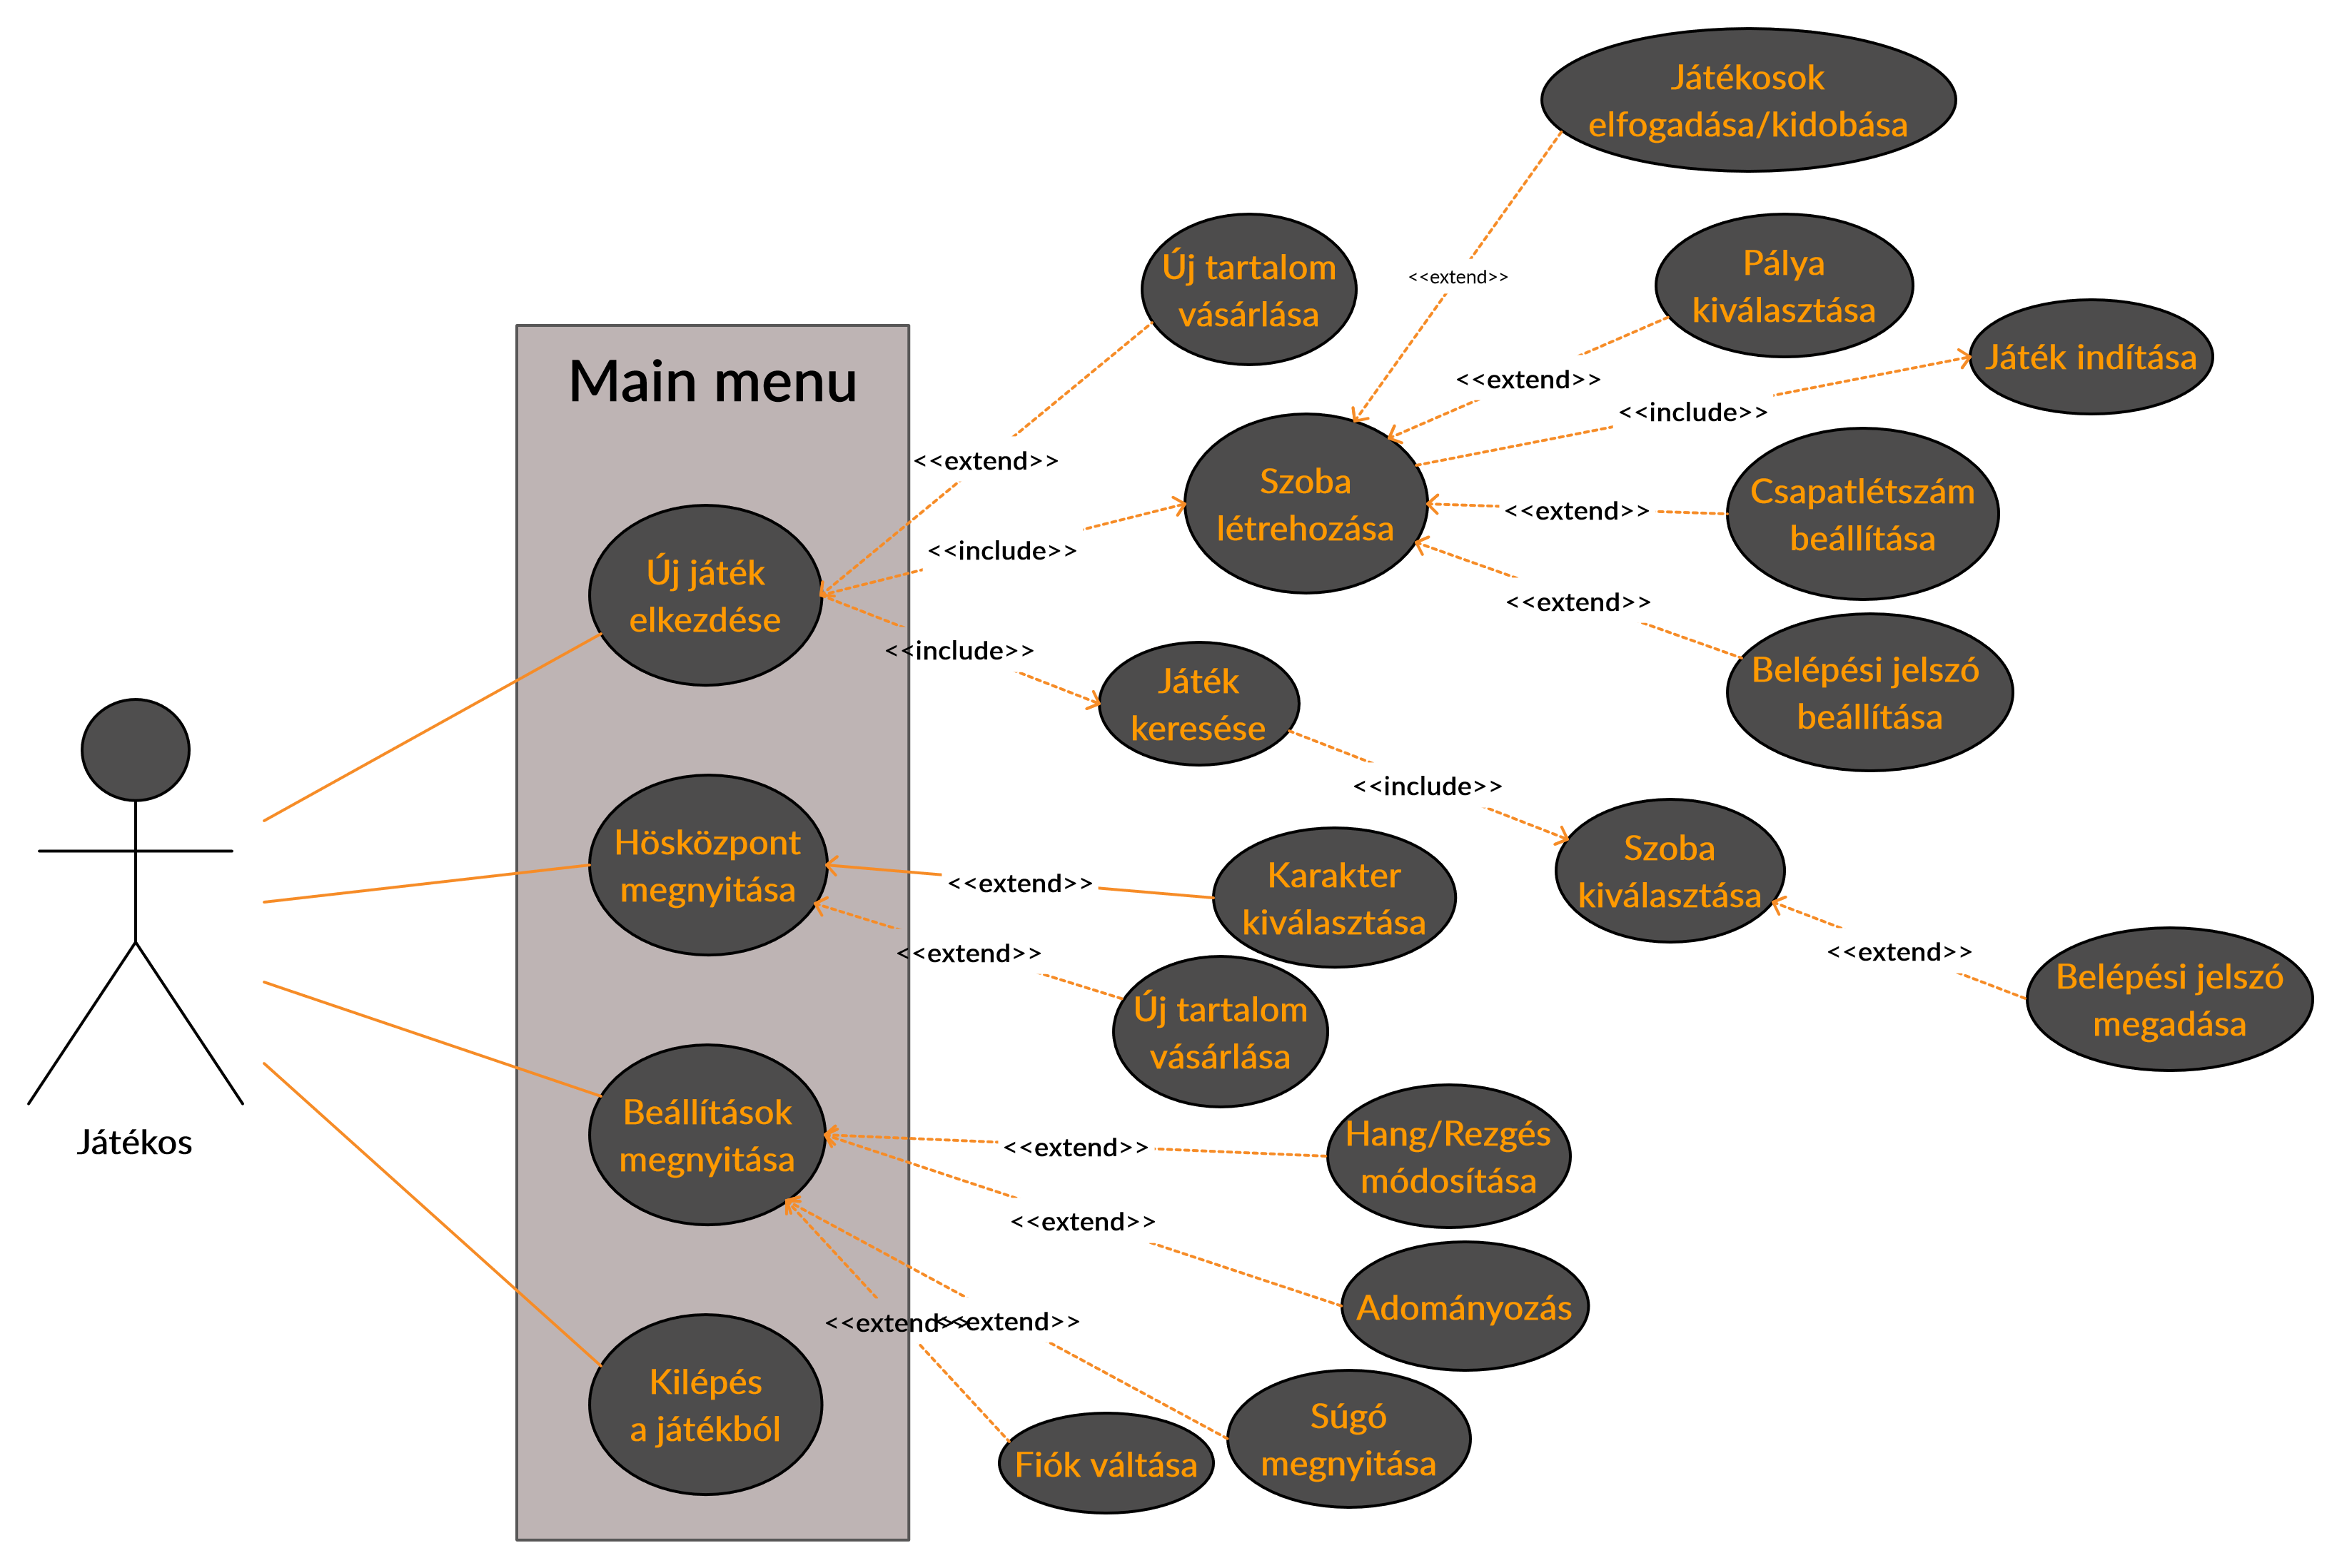 Játékosok
elfogadása/kidobása
Új tartalom
vásárlása
Pálya
kiválasztása
<<extend>>
Játék indítása
Main menu
<<extend>>
<<include>>
<<extend>>
Szoba
létrehozása
Csapatlétszám
beállítása
<<extend>>
<<include>>
Új játék
elkezdése
<<extend>>
<<include>>
Játék
keresése
Belépési jelszó
beállítása
<<include>>
Hösközpont
megnyitása
<<extend>>
Karakter
kiválasztása
Szoba
kiválasztása
<<extend>>
<<extend>>
Új tartalom
vásárlása
Belépési jelszó
megadása
Játékos
Beállítások
megnyitása
<<extend>>
Hang/Rezgés
módosítása
<<extend>>
Adományozás
<<extend>>
<<extend>>
Kilépés
a játékból
Fiók váltása
Súgó
megnyitása